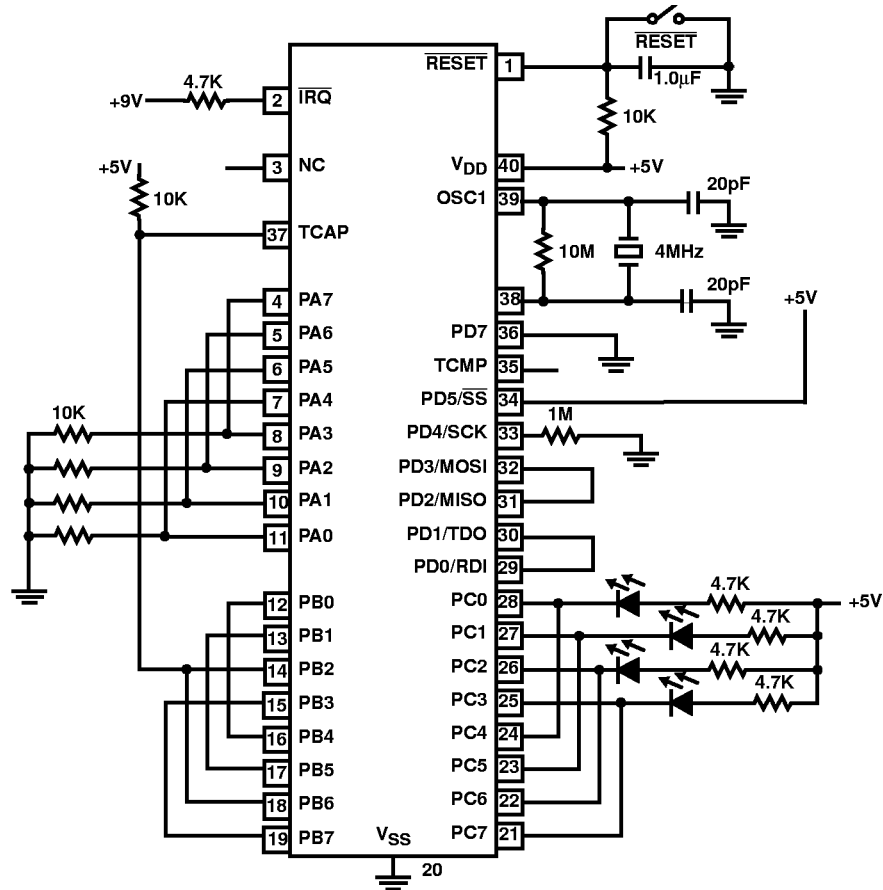 RESET
1.0μF
10K
+5V
+9V
4.7K
2
IRQ
RESET
1
+5V
10K
3
NC
VDD
40
OSC1
39
20pF
37
TCAP
10M
4MHz
38
20pF
+5V
4
PA7
PD7
36
5
PA6
TCMP
35
6
PA5
PD5/SS
34
7
PA4
10K
8
PA3
PD4/SCK
33
1M
9
PA2
PD3/MOSI
32
10
PA1
PD2/MISO
31
11
PA0
PD1/TDO
30
PD0/RDI
29
12
PB0
PC0
28
4.7K
+5V
13
PB1
PC1
27
4.7K
14
PB2
PC2
26
4.7K
15
PB3
PC3
25
4.7K
16
PB4
PC4
24
17
PB5
PC5
23
18
PB6
PC6
22
19
PB7
PC7
21
VSS
20